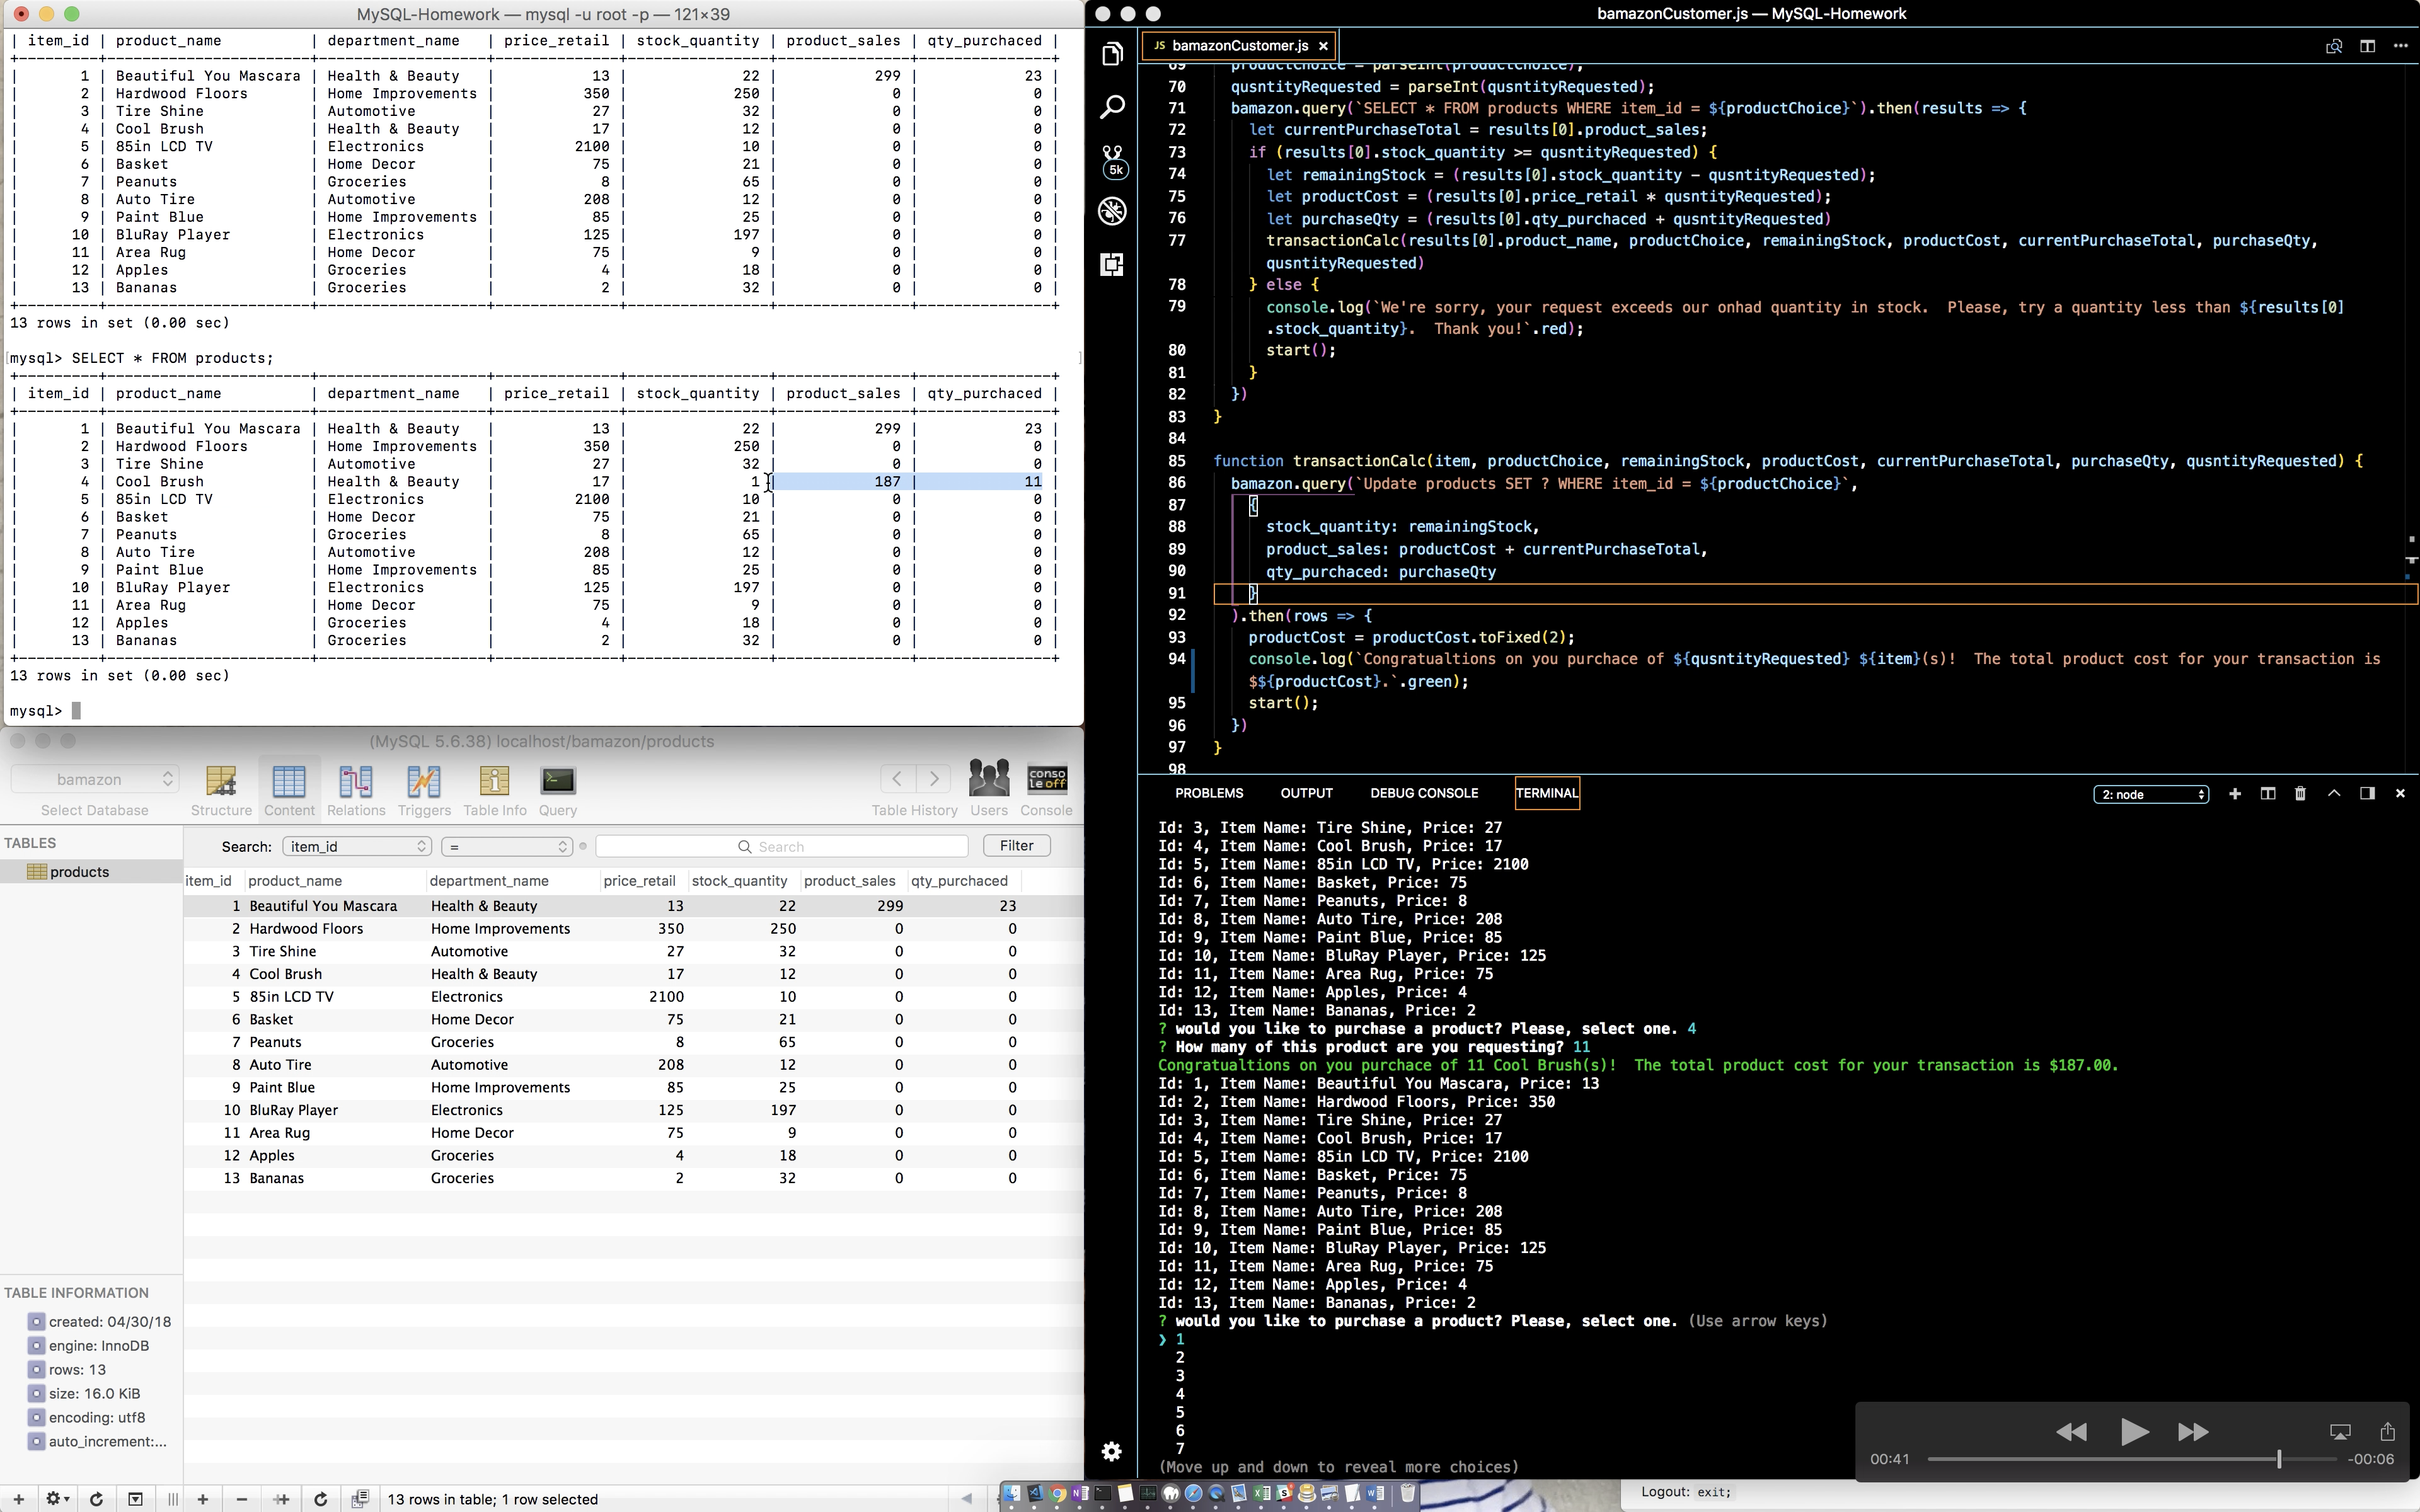 MySQL-Homework — mysql -u root -p — 121×39
| item_id | product_name | department_name | price_retail | stock_quantity | product_sales | qty_purchaced |
| 1 | Beautiful You Mascara | Health & Beauty | 13 | 22 | 299 | 23 |
| 2 | Hardwood Floors | Home Improvements | 350 | 250 | 0 | 0 |
| 3 | Tire Shine | Automotive | 27 | 32 | 0 | 0 |
| 4 | Cool Brush | Health & Beauty | 17 | 12 | 0 | 0 |
| 5 | 85in LCD TV | Electronics | 2100 | 10 | 0 | 0 |
| 6 | Basket | Home Decor | 75 | 21 | 0 | 0 |
| 7 | Peanuts | Groceries | 8 | 65 | 0 | 0 |
| 8 | Auto Tire | Automotive | 208 | 12 | 0 | 0 |
| 9 | Paint Blue | Home Improvements | 85 | 25 | 0 | 0 |
| 10 | BluRay Player | Electronics | 125 | 197 | 0 | 0 |
| 11 | Area Rug | Home Decor | 75 | 9 | 0 | 0 |
| 12 | Apples | Groceries | 4 | 18 | 0 | 0 |
| 13 | Bananas | Groceries | 2 | 32 | 0 | 0 |
13 rows in set (0.00 sec)
[mysql> SELECT * FROM products; ]
| item_id | product_name | department_name | price_retail | stock_quantity | product_sales | qty_purchaced |
| 1 | Beautiful You Mascara | Health & Beauty | 13 | 22 | 299 | 23 |
| 2 | Hardwood Floors | Home Improvements | 350 | 250 | 0 | 0 |
| 3 | Tire Shine | Automotive | 27 | 32 | 0 | 0 |
| 4 | Cool Brush | Health & Beauty | 17 | 1 | 187 | 11 |
| 5 | 85in LCD TV | Electronics | 2100 | 10 | 0 | 0 |
| 6 | Basket | Home Decor | 75 | 21 | 0 | 0 |
| 7 | Peanuts | Groceries | 8 | 65 | 0 | 0 |
| 8 | Auto Tire | Automotive | 208 | 12 | 0 | 0 |
| 9 | Paint Blue | Home Improvements | 85 | 25 | 0 | 0 |
| 10 | BluRay Player | Electronics | 125 | 197 | 0 | 0 |
| 11 | Area Rug | Home Decor | 75 | 9 | 0 | 0 |
| 12 | Apples | Groceries | 4 | 18 | 0 | 0 |
| 13 | Bananas | Groceries | 2 | 32 | 0 | 0 |
13 rows in set (0.00 sec)
mysql>
(MySQL 5.6.38) localhost/bamazon/products
bamazon
Select Database Structure Content Relations Triggers Table Info Query Table History Users Console
console off
TABLES
products
Search: item_id = Search Filter
item_id product_name department_name price_retail stock_quantity product_sales qty_purchaced
1 Beautiful You Mascara Health & Beauty 13 22 299 23
2 Hardwood Floors Home Improvements 350 250 0 0
3 Tire Shine Automotive 27 32 0 0
4 Cool Brush Health & Beauty 17 12 0 0
5 85in LCD TV Electronics 2100 10 0 0
6 Basket Home Decor 75 21 0 0
7 Peanuts Groceries 8 65 0 0
8 Auto Tire Automotive 208 12 0 0
9 Paint Blue Home Improvements 85 25 0 0
10 BluRay Player Electronics 125 197 0 0
11 Area Rug Home Decor 75 9 0 0
12 Apples Groceries 4 18 0 0
13 Bananas Groceries 2 32 0 0
TABLE INFORMATION
created: 04/30/18
engine: InnoDB
rows: 13
size: 16.0 KiB
encoding: utf8
auto_increment:...
13 rows in table; 1 row selected
bamazonCustomer.js — MySQL-Homework
JS bamazonCustomer.js ×
5k
69 productChoice = parseInt(productChoice);
70 qusntityRequested = parseInt(qusntityRequested);
71 bamazon.query(`SELECT * FROM products WHERE item_id = ${productChoice}`).then(results => {
72 let currentPurchaseTotal = results[0].product_sales;
73 if (results[0].stock_quantity >= qusntityRequested) {
74 let remainingStock = (results[0].stock_quantity - qusntityRequested);
75 let productCost = (results[0].price_retail * qusntityRequested);
76 let purchaseQty = (results[0].qty_purchaced + qusntityRequested)
77 transactionCalc(results[0].product_name, productChoice, remainingStock, productCost, currentPurchaseTotal, purchaseQty,
qusntityRequested)
78 } else {
79 console.log(`We're sorry, your request exceeds our onhad quantity in stock.  Please, try a quantity less than ${results[0]
.stock_quantity}.  Thank you!`.red);
80 start();
81 }
82 })
83 }
84
85 function transactionCalc(item, productChoice, remainingStock, productCost, currentPurchaseTotal, purchaseQty, qusntityRequested) {
86 bamazon.query(`Update products SET ? WHERE item_id = ${productChoice}`,
87 {
88 stock_quantity: remainingStock,
89 product_sales: productCost + currentPurchaseTotal,
90 qty_purchaced: purchaseQty
91 }
92 ).then(rows => {
93 productCost = productCost.toFixed(2);
94 console.log(`Congratualtions on you purchace of ${qusntityRequested} ${item}(s)!  The total product cost for your transaction is
$${productCost}.`.green);
95 start();
96 })
97 }
98
PROBLEMS OUTPUT DEBUG CONSOLE TERMINAL 2: node
Id: 3, Item Name: Tire Shine, Price: 27
Id: 4, Item Name: Cool Brush, Price: 17
Id: 5, Item Name: 85in LCD TV, Price: 2100
Id: 6, Item Name: Basket, Price: 75
Id: 7, Item Name: Peanuts, Price: 8
Id: 8, Item Name: Auto Tire, Price: 208
Id: 9, Item Name: Paint Blue, Price: 85
Id: 10, Item Name: BluRay Player, Price: 125
Id: 11, Item Name: Area Rug, Price: 75
Id: 12, Item Name: Apples, Price: 4
Id: 13, Item Name: Bananas, Price: 2
? would you like to purchase a product? Please, select one. 4
? How many of this product are you requesting? 11
Congratualtions on you purchace of 11 Cool Brush(s)!  The total product cost for your transaction is $187.00.
Id: 1, Item Name: Beautiful You Mascara, Price: 13
Id: 2, Item Name: Hardwood Floors, Price: 350
Id: 3, Item Name: Tire Shine, Price: 27
Id: 4, Item Name: Cool Brush, Price: 17
Id: 5, Item Name: 85in LCD TV, Price: 2100
Id: 6, Item Name: Basket, Price: 75
Id: 7, Item Name: Peanuts, Price: 8
Id: 8, Item Name: Auto Tire, Price: 208
Id: 9, Item Name: Paint Blue, Price: 85
Id: 10, Item Name: BluRay Player, Price: 125
Id: 11, Item Name: Area Rug, Price: 75
Id: 12, Item Name: Apples, Price: 4
Id: 13, Item Name: Bananas, Price: 2
? would you like to purchase a product? Please, select one. (Use arrow keys)
❯ 1
2
3
4
5
6
7
(Move up and down to reveal more choices)
00:41 -00:06
Logout: exit;